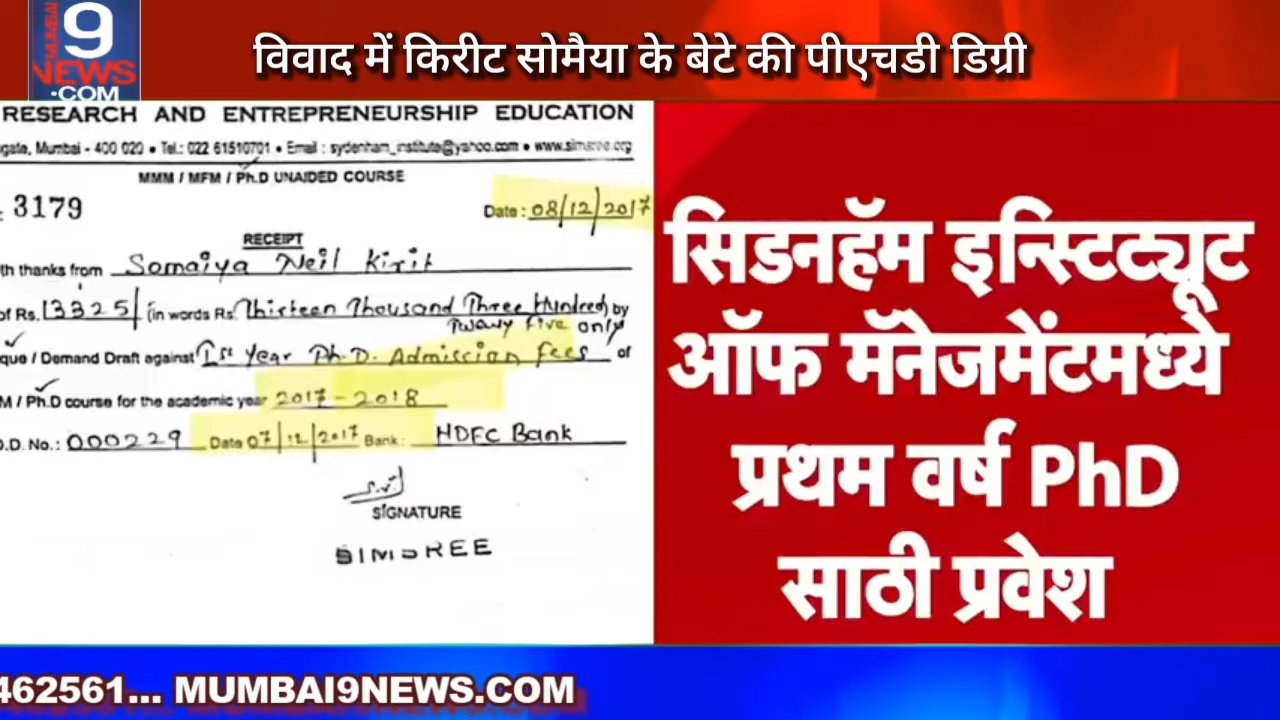 MUMBAI
9
NEWS
.COM
विवाद में किरीट सोमैया के बेटे की पीएचडी डिग्री
RESEARCH AND ENTREPRENEURSHIP EDUCATION
gate, Mumbai - 400 020 • Tel.: 022 61510701 • Email : sydenham_institute@yahoo.com • www.simsree.org
MMM / MFM / Ph.D UNAIDED COURSE
: 3179
Date : 08/12/2017
RECEIPT
th thanks from Somaiya Neil Kirit
of Rs. 13325/ (in words Rs. Thirteen Thousand Three Hundred by
Twenty five only
que / Demand Draft against 1st Year Ph.D. Admission fees of
M / Ph.D course for the academic year 2017 - 2018
D.D. No.: 000229 Date 07/12/2017 Bank : HDFC Bank
SIGNATURE
SIMSREE
सिडनहॅम इन्स्टिट्यूट
ऑफ मॅनेजमेंटमध्ये
प्रथम वर्ष PhD
साठी प्रवेश
462561... MUMBAI9NEWS.COM